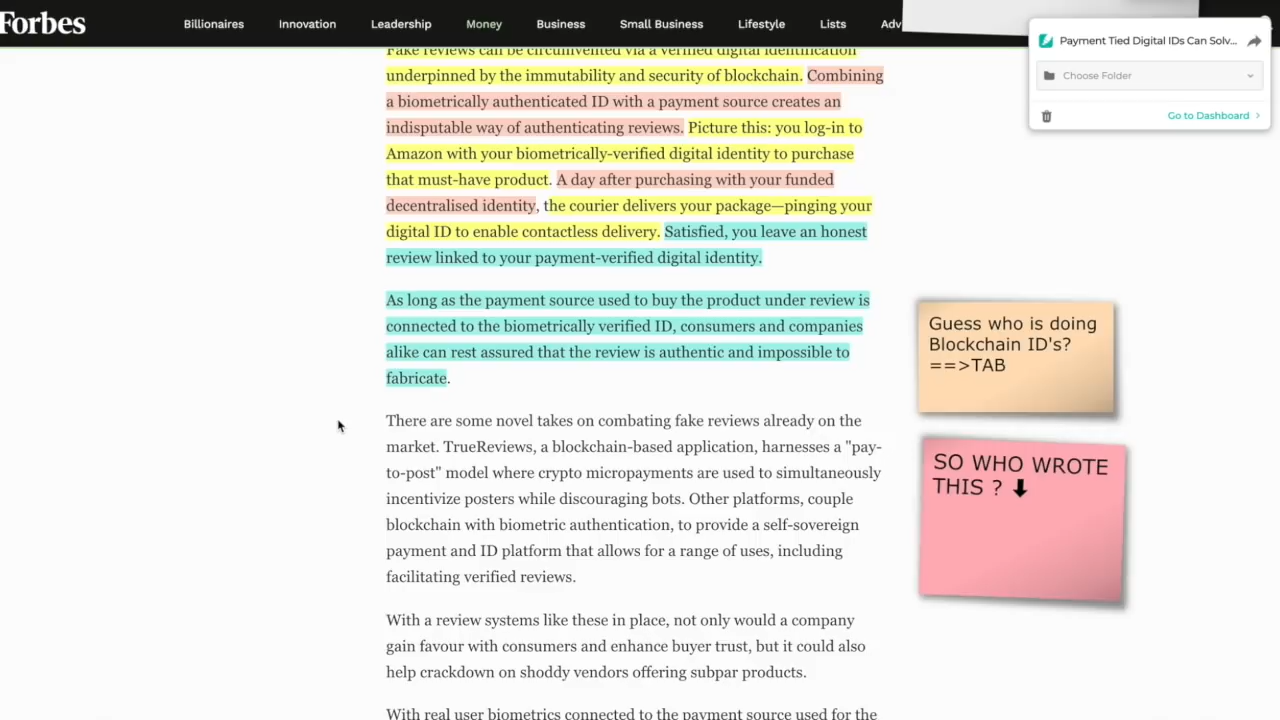 Forbes
Billionaires Innovation Leadership Money Business Small Business Lifestyle Lists Adv
Payment Tied Digital IDs Can Solv...
Choose Folder
Go to Dashboard
Fake reviews can be circumvented via a verified digital identification
underpinned by the immutability and security of blockchain. Combining
a biometrically authenticated ID with a payment source creates an
indisputable way of authenticating reviews. Picture this: you log-in to
Amazon with your biometrically-verified digital identity to purchase
that must-have product. A day after purchasing with your funded
decentralised identity, the courier delivers your package—pinging your
digital ID to enable contactless delivery. Satisfied, you leave an honest
review linked to your payment-verified digital identity.
As long as the payment source used to buy the product under review is
connected to the biometrically verified ID, consumers and companies
alike can rest assured that the review is authentic and impossible to
fabricate.
There are some novel takes on combating fake reviews already on the
market. TrueReviews, a blockchain-based application, harnesses a "pay-
to-post" model where crypto micropayments are used to simultaneously
incentivize posters while discouraging bots. Other platforms, couple
blockchain with biometric authentication, to provide a self-sovereign
payment and ID platform that allows for a range of uses, including
facilitating verified reviews.
With a review systems like these in place, not only would a company
gain favour with consumers and enhance buyer trust, but it could also
help crackdown on shoddy vendors offering subpar products.
With real user biometrics connected to the payment source used for the
Guess who is doing
Blockchain ID's?
==>TAB
SO WHO WROTE
THIS ? ⬇